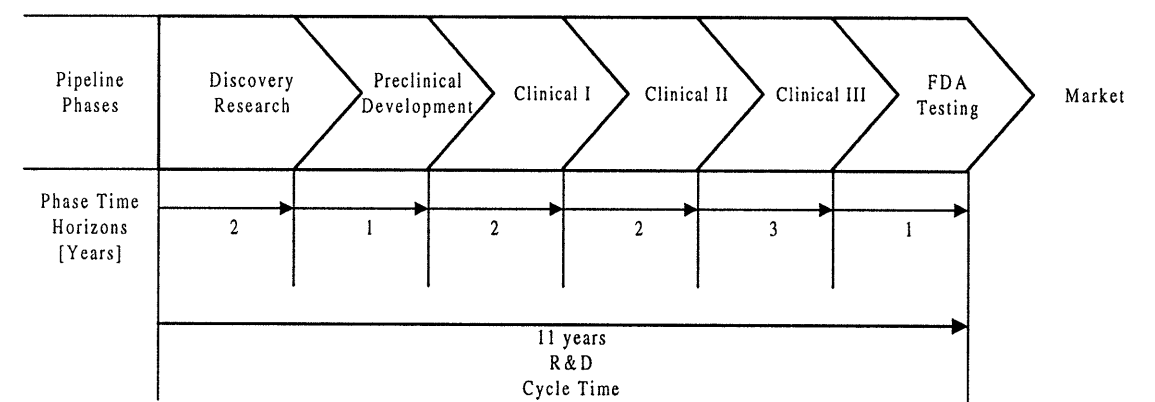 Pipeline
Phases
Discovery
Research
Preclinical
Development
Clinical I
Clinical II
Clinical III
FDA
Testing
Market
Phase Time
Horizons
[Years]
2
1
2
2
3
1
11 years
R&D
Cycle Time